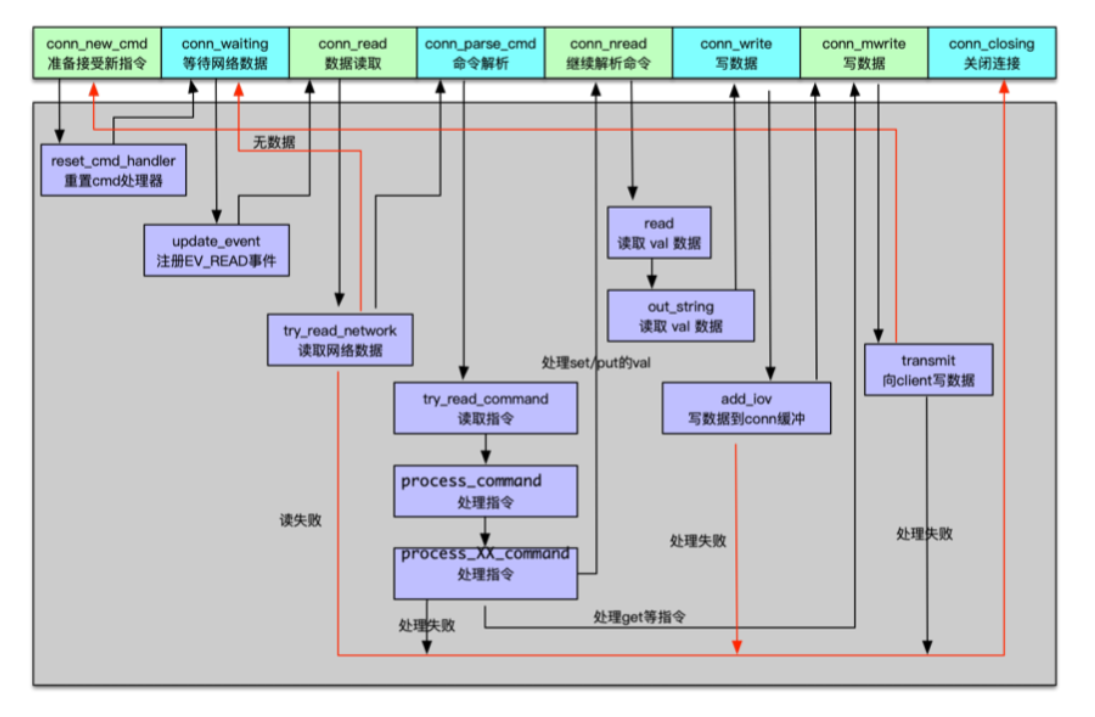 conn_new_cmd
准备接受新指令
conn_waiting
等待网络数据
conn_read
数据读取
conn_parse_cmd
命令解析
conn_nread
继续解析命令
conn_write
写数据
conn_mwrite
写数据
conn_closing
关闭连接
无数据
reset_cmd_handler
重置cmd处理器
update_event
注册EV_READ事件
read
读取 val 数据
out_string
读取 val 数据
try_read_network
读取网络数据
处理set/put的val
transmit
向client写数据
try_read_command
读取指令
add_iov
写数据到conn缓冲
process_command
处理指令
读失败
处理失败
处理失败
process_XX_command
处理指令
处理失败
处理get等指令